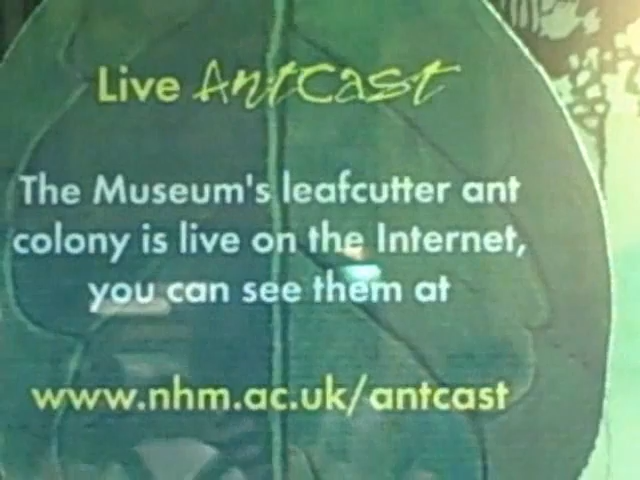 Live AntCast
The Museum's leafcutter ant
colony is live on the Internet,
you can see them at
www.nhm.ac.uk/antcast